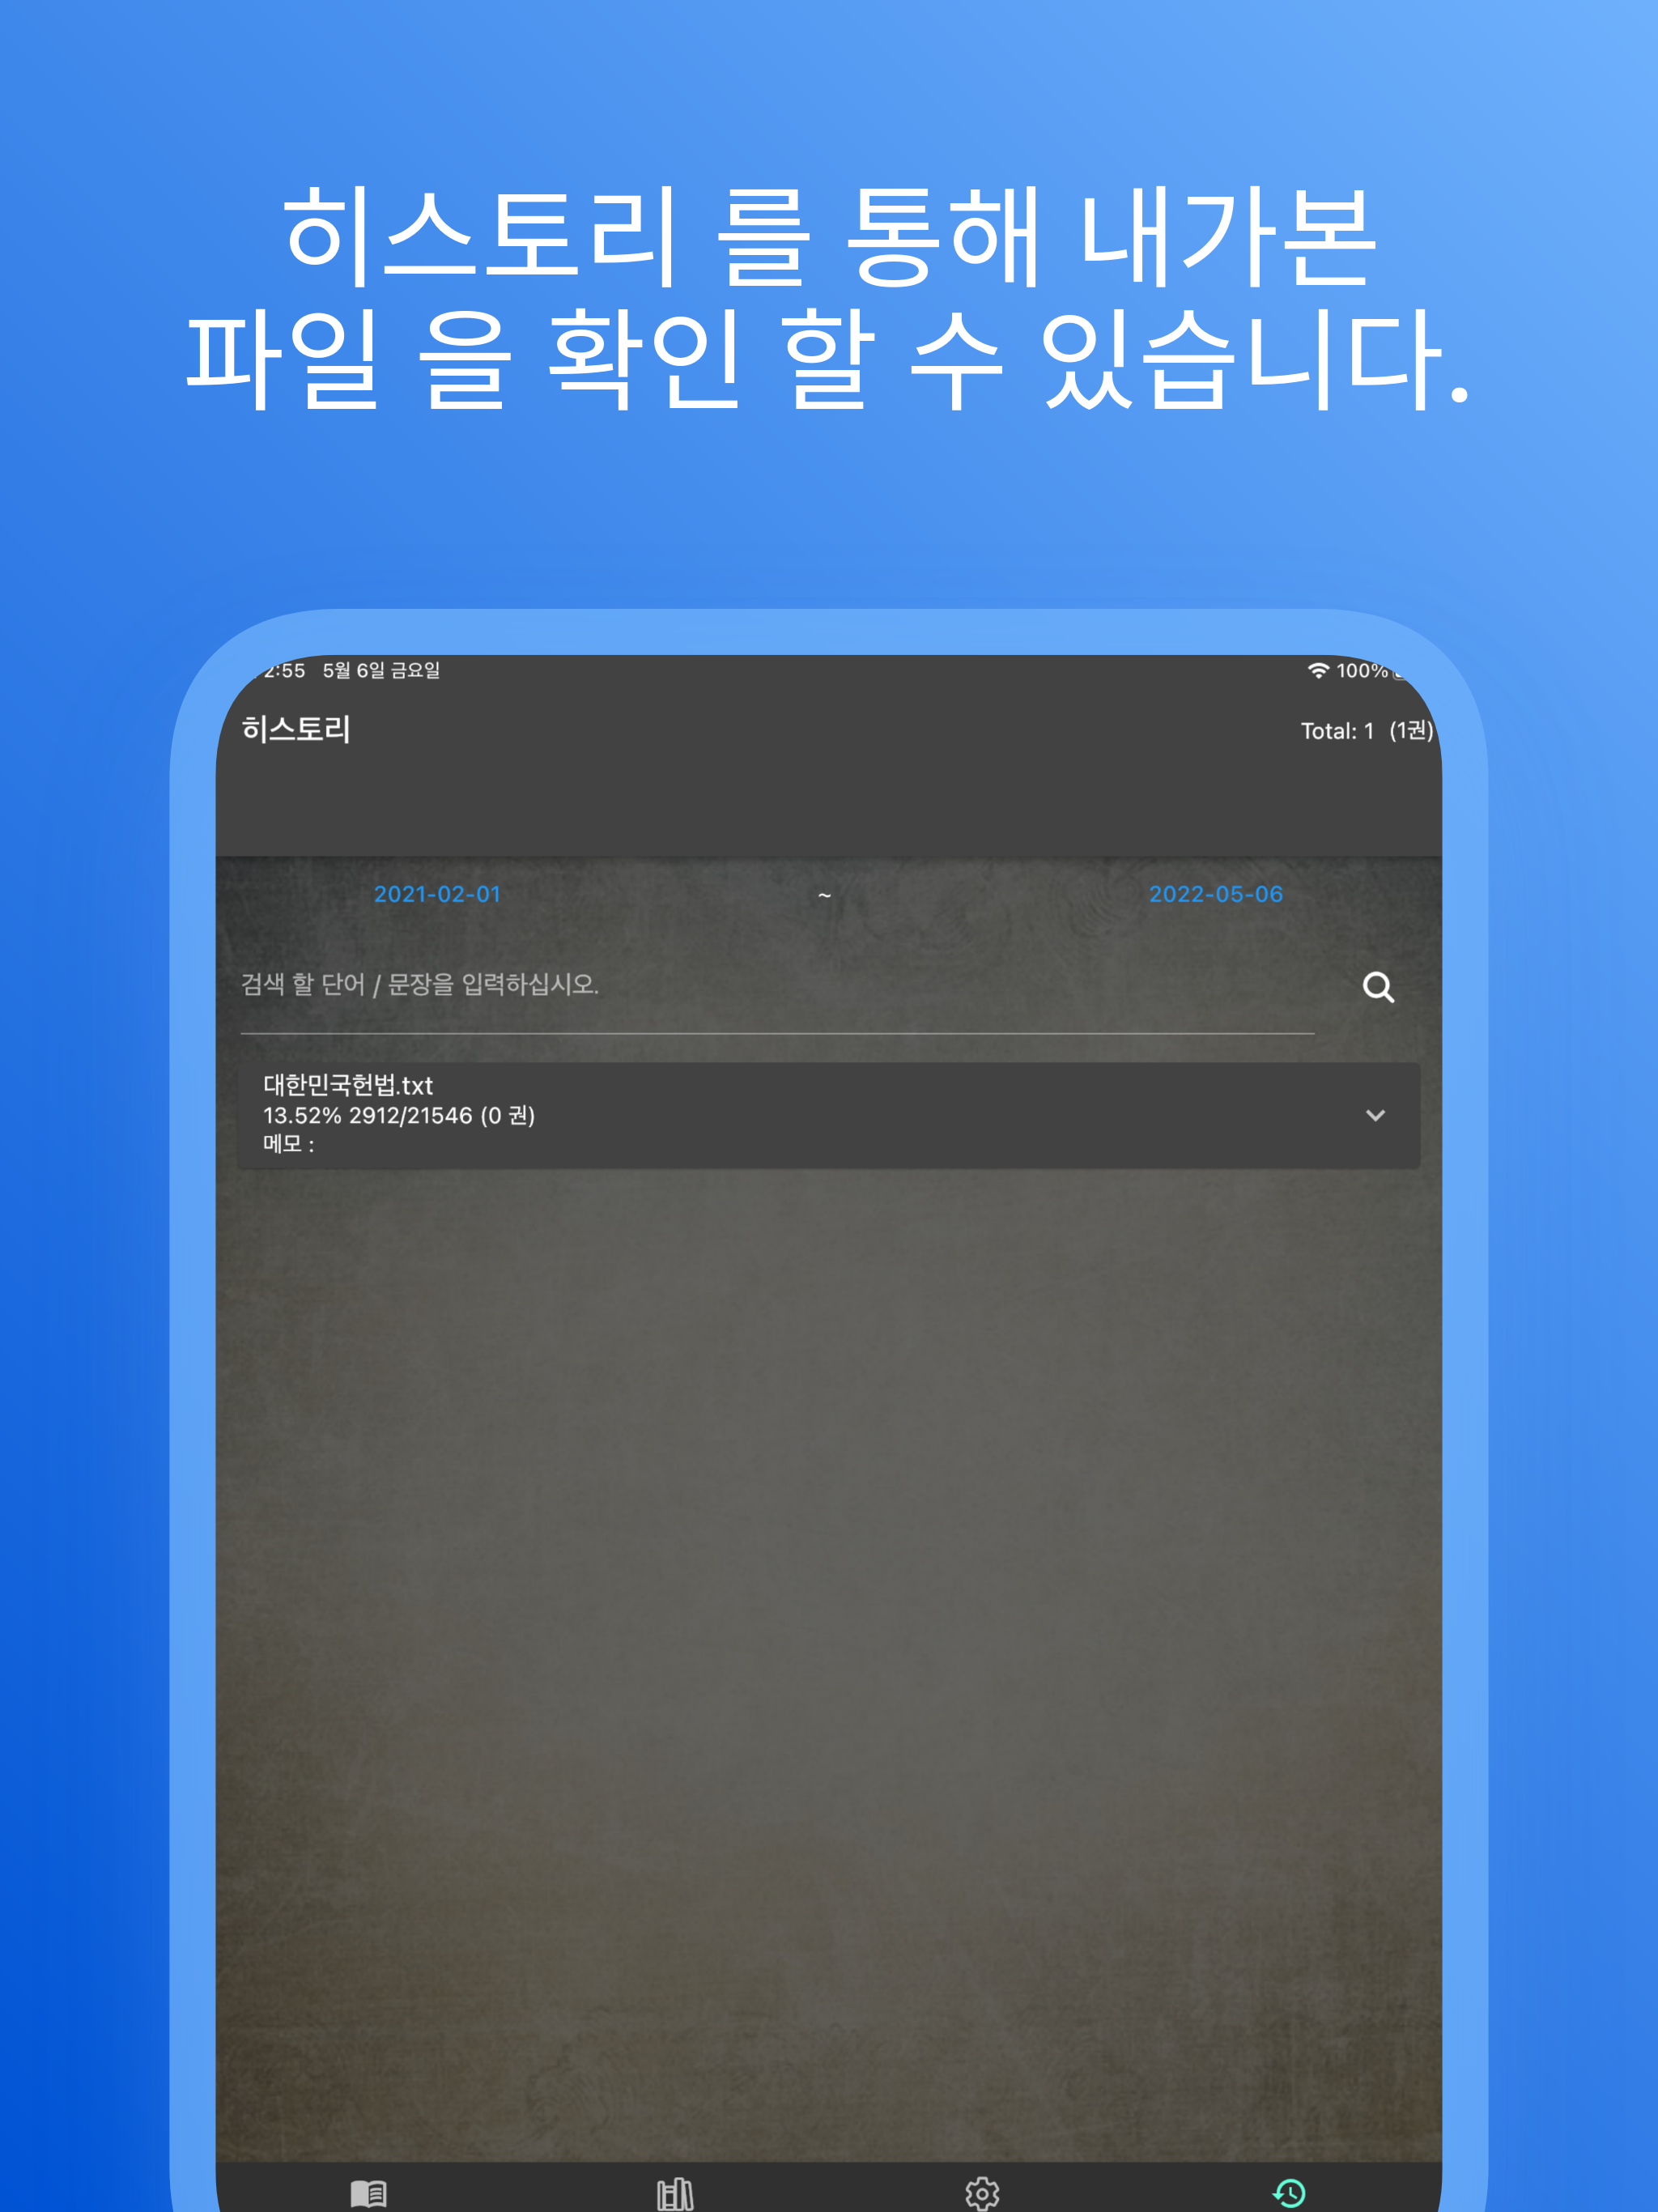 히스토리 를 통해 내가본
파일 을 확인 할 수 있습니다.
2:55 5월 6일 금요일 100%
히스토리 Total: 1 (1권)
2021-02-01 ~ 2022-05-06
검색 할 단어 / 문장을 입력하십시오.
대한민국헌법.txt
13.52% 2912/21546 (0 권)
메모 :